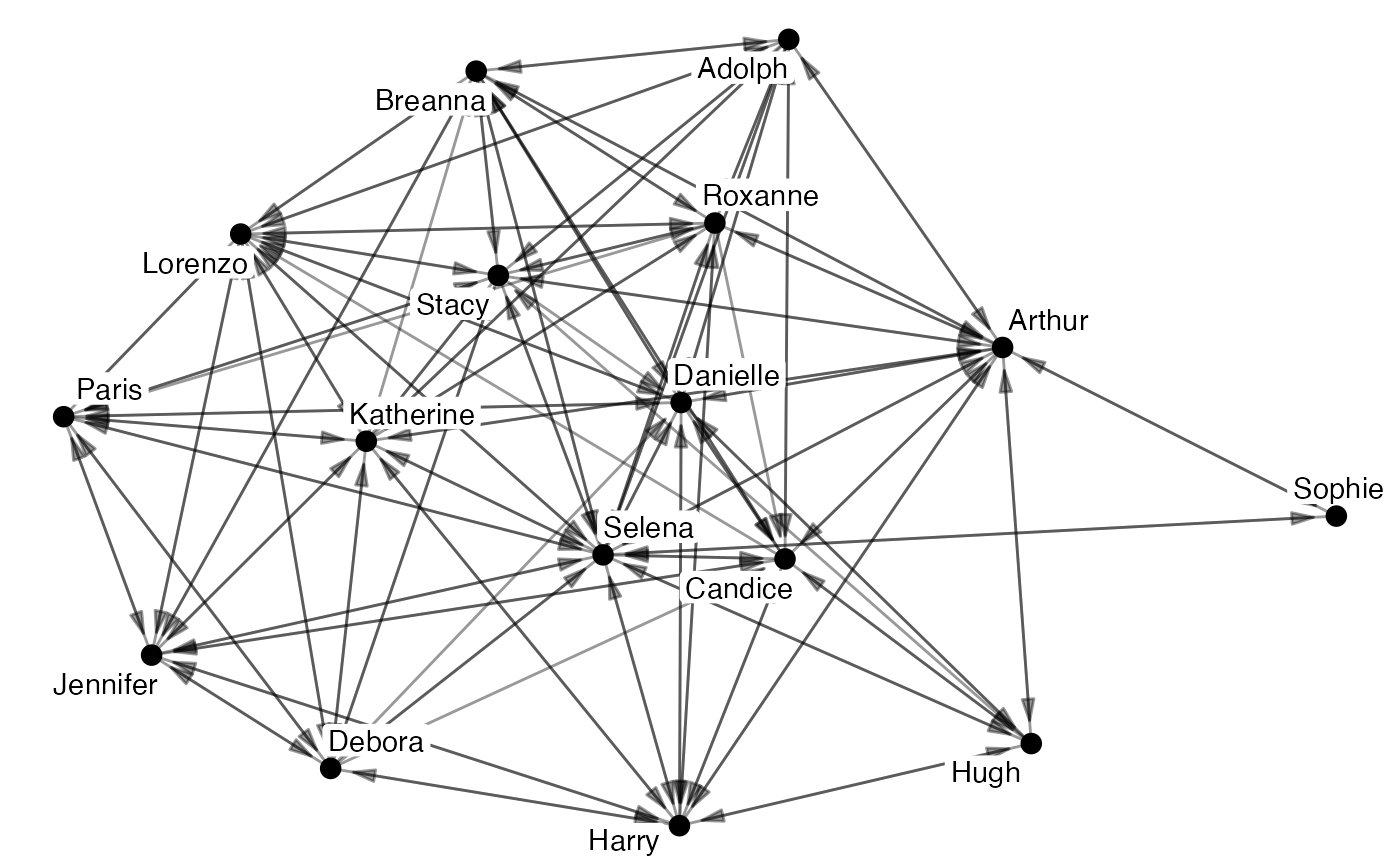 Adolph
Breanna
Roxanne
Lorenzo
Stacy
Arthur
Danielle
Paris
Katherine
Sophie
Selena
Candice
Jennifer
Debora
Hugh
Harry